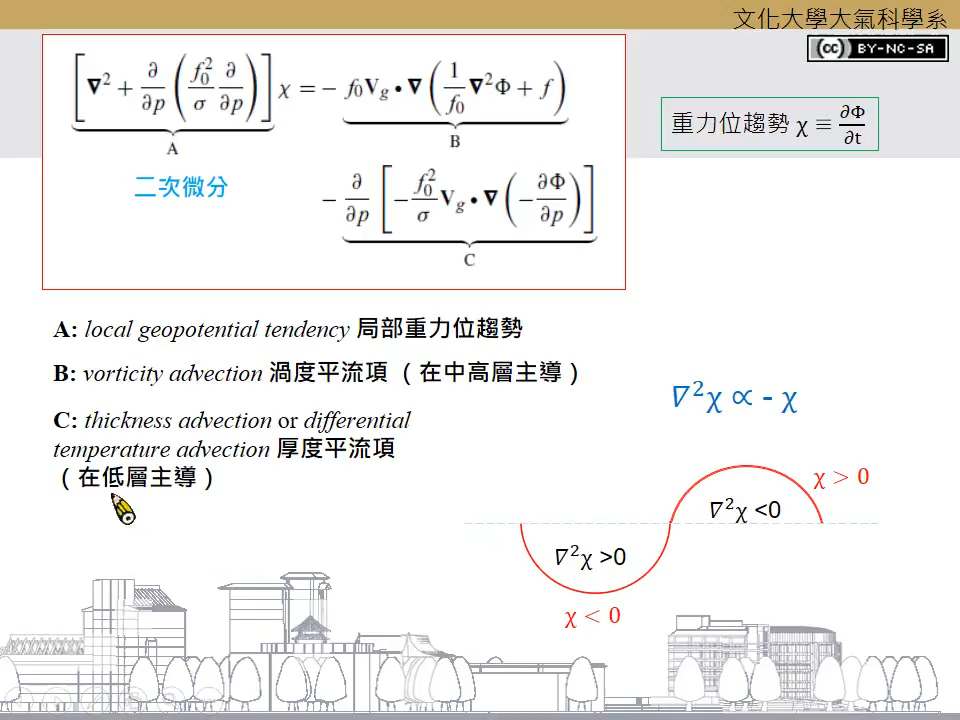 文化大學大氣科學系
(cc) BY-NC-SA
[∇² + ∂/∂p (f₀²/σ ∂/∂p)] χ = − f₀V_g • ∇ (1/f₀ ∇²Φ + f)
A
B
重力位趨勢 χ ≡ ∂Φ/∂t
二次微分
− ∂/∂p [− f₀²/σ V_g • ∇ (− ∂Φ/∂p)]
C
A: local geopotential tendency 局部重力位趨勢
B: vorticity advection 渦度平流項 （在中高層主導）
C: thickness advection or differential
temperature advection 厚度平流項
（在低層主導）
∇²χ ∝ - χ
χ > 0
∇²χ <0
∇²χ >0
χ < 0